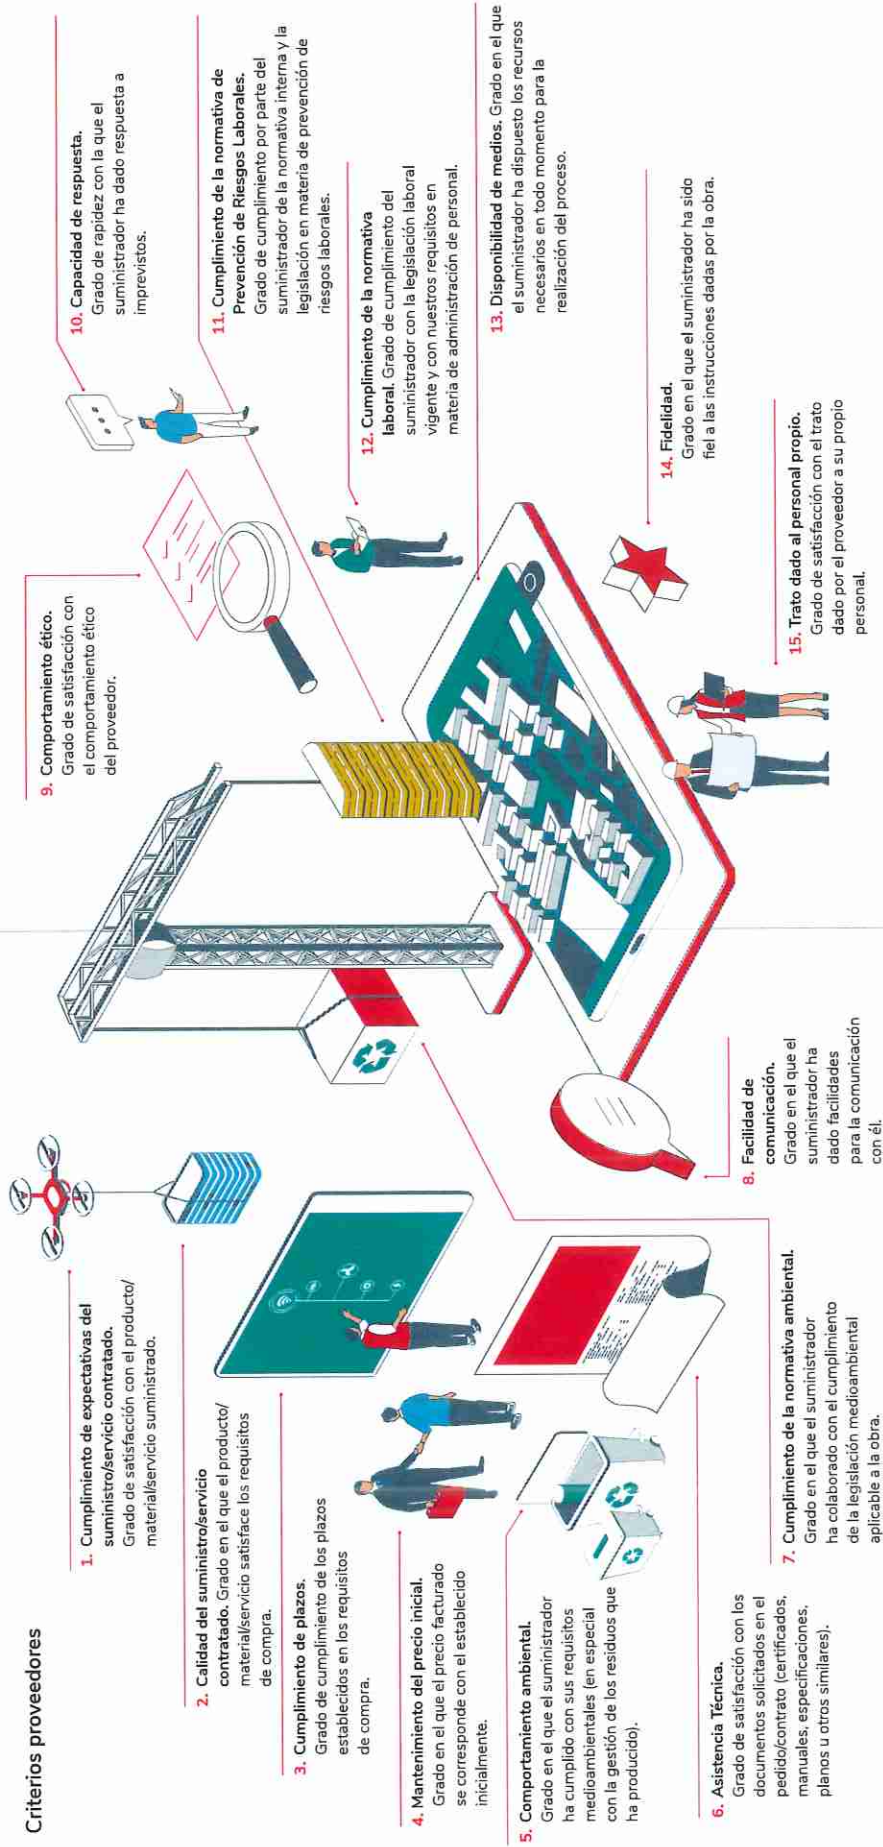 Criterios proveedores
1. Cumplimiento de expectativas del
suministro/servicio contratado.
Grado de satisfacción con el producto/
material/servicio suministrado.
2. Calidad del suministro/servicio
contratado. Grado en el que el producto/
material/servicio satisface los requisitos
de compra.
3. Cumplimiento de plazos.
Grado de cumplimiento de los plazos
establecidos en los requisitos
de compra.
4. Mantenimiento del precio inicial.
Grado en el que el precio facturado
se corresponde con el establecido
inicialmente.
5. Comportamiento ambiental.
Grado en el que el suministrador
ha cumplido con sus requisitos
medioambientales (en especial
con la gestión de los residuos que
ha producido).
6. Asistencia Técnica.
Grado de satisfacción con los
documentos solicitados en el
pedido/contrato (certificados,
manuales, especificaciones,
planos u otros similares).
7. Cumplimiento de la normativa ambiental.
Grado en el que el suministrador
ha colaborado con el cumplimiento
de la legislación medioambiental
aplicable a la obra.
8. Facilidad de
comunicación.
Grado en el que el
suministrador ha
dado facilidades
para la comunicación
con él.
9. Comportamiento ético.
Grado de satisfacción con
el comportamiento ético
del proveedor.
10. Capacidad de respuesta.
Grado de rapidez con la que el
suministrador ha dado respuesta a
imprevistos.
11. Cumplimiento de la normativa de
Prevención de Riesgos Laborales.
Grado de cumplimiento por parte del
suministrador de la normativa interna y la
legislación en materia de prevención de
riesgos laborales.
12. Cumplimiento de la normativa
laboral. Grado de cumplimiento del
suministrador con la legislación laboral
vigente y con nuestros requisitos en
materia de administración de personal.
13. Disponibilidad de medios. Grado en el que
el suministrador ha dispuesto los recursos
necesarios en todo momento para la
realización del proceso.
14. Fidelidad.
Grado en el que el suministrador ha sido
fiel a las instrucciones dadas por la obra.
15. Trato dado al personal propio.
Grado de satisfacción con el trato
dado por el proveedor a su propio
personal.